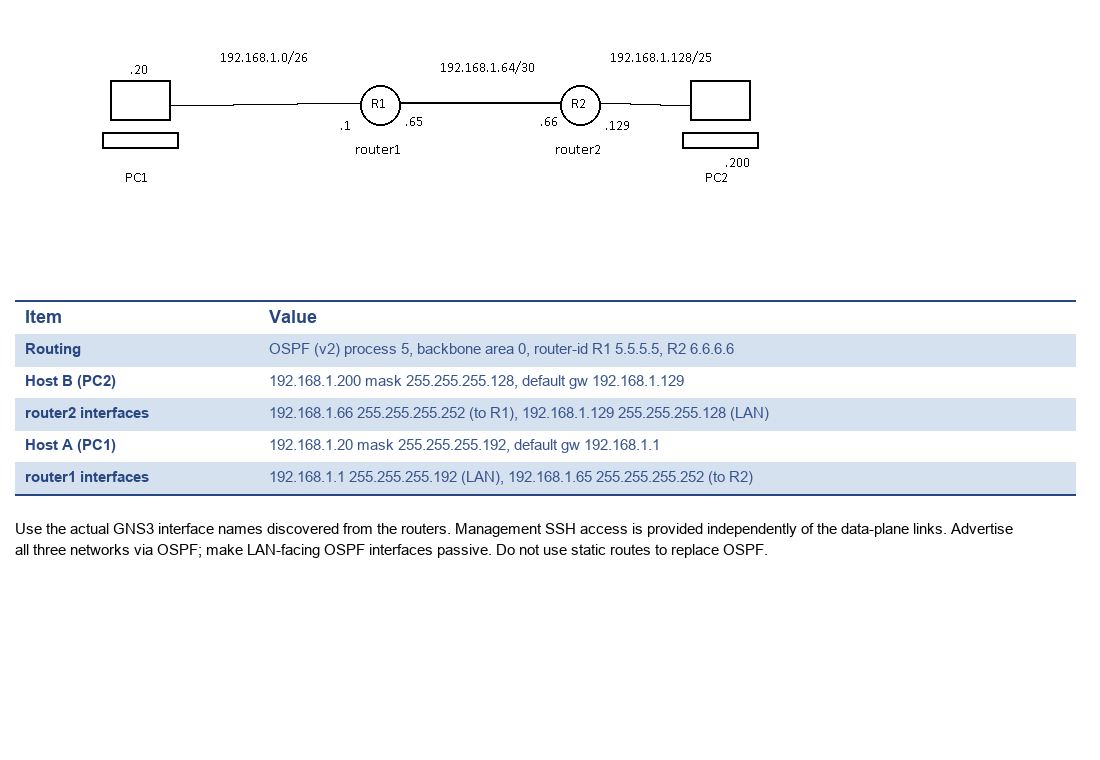 192.168.1.0/26
192.168.1.64/30
192.168.1.128/25
.20
R1
R2
.1
.65
.66
.129
router1
router2
.200
PC1
PC2
Item Value
Routing OSPF (v2) process 5, backbone area 0, router-id R1 5.5.5.5, R2 6.6.6.6
Host B (PC2) 192.168.1.200 mask 255.255.255.128, default gw 192.168.1.129
router2 interfaces 192.168.1.66 255.255.255.252 (to R1), 192.168.1.129 255.255.255.128 (LAN)
Host A (PC1) 192.168.1.20 mask 255.255.255.192, default gw 192.168.1.1
router1 interfaces 192.168.1.1 255.255.255.192 (LAN), 192.168.1.65 255.255.255.252 (to R2)
Use the actual GNS3 interface names discovered from the routers. Management SSH access is provided independently of the data-plane links. Advertise
all three networks via OSPF; make LAN-facing OSPF interfaces passive. Do not use static routes to replace OSPF.